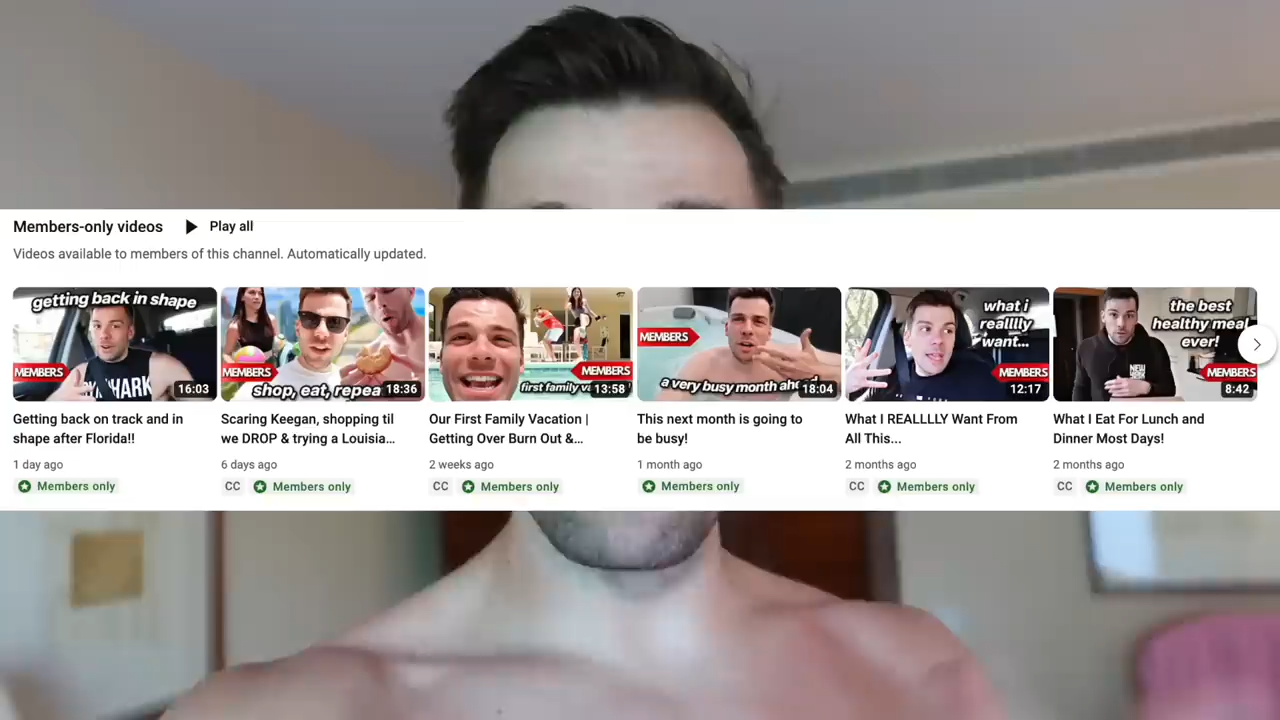 Members-only videos
Play all
Videos available to members of this channel. Automatically updated.
getting back in shape
MEMBERS
16:03
Getting back on track and in
shape after Florida!!
1 day ago
Members only
MEMBERS
shop, eat, repea
18:36
Scaring Keegan, shopping til
we DROP & trying a Louisia...
6 days ago
CC
Members only
MEMBERS
first family v
13:58
Our First Family Vacation |
Getting Over Burn Out &...
2 weeks ago
CC
Members only
MEMBERS
a very busy month ahe
18:04
This next month is going to
be busy!
1 month ago
Members only
what i
reallly
want...
MEMBERS
12:17
What I REALLLLY Want From
All This...
2 months ago
CC
Members only
the best
healthy meal
ever!
MEMBERS
8:42
What I Eat For Lunch and
Dinner Most Days!
2 months ago
CC
Members only